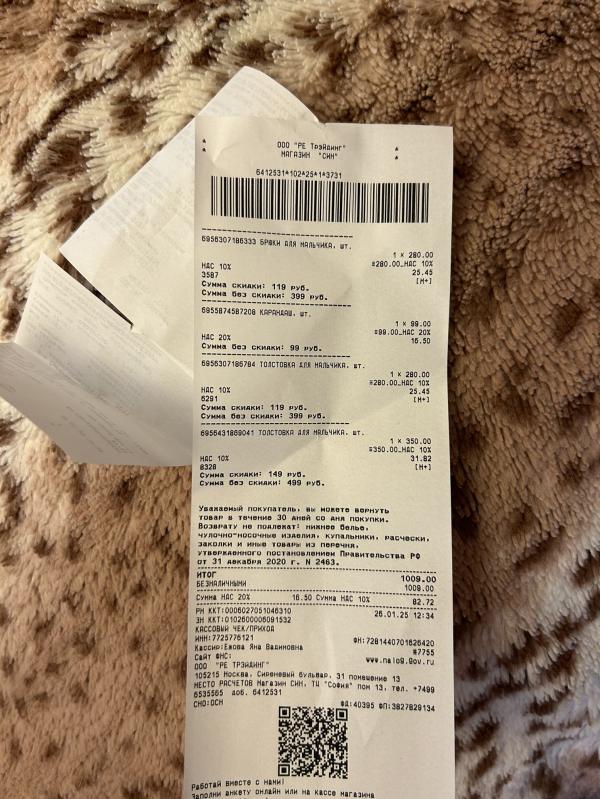 ООО "РЕ Трэйдинг"
МАГАЗИН "СИН"
6412531*102*25*1*3731
6956307186333 БРЮКИ ДЛЯ МАЛЬЧИКА, шт.
1 x 280.00
НДС 10% =280.00_НДС 10%
3587 25.45
[М+]
Сумма скидки: 119 руб.
Сумма без скидки: 399 руб.
6955874587208 КАРАНДАШ, шт.
1 x 99.00
=99.00_НДС 20%
НДС 20% 16.50
Сумма без скидки: 99 руб.
6956307186784 ТОЛСТОВКА ДЛЯ МАЛЬЧИКА, шт.
1 x 280.00
=280.00_НДС 10%
НДС 10% 25.45
6291 [М+]
Сумма скидки: 119 руб.
Сумма без скидки: 399 руб.
6956431869041 ТОЛСТОВКА ДЛЯ МАЛЬЧИКА, шт.
1 x 350.00
=350.00_НДС 10%
НДС 10% 31.82
8328 [М+]
Сумма скидки: 149 руб.
Сумма без скидки: 499 руб.
Уважаемый покупатель, вы можете вернуть
товар в течение 30 дней со дня покупки.
Возврату не подлежат: нижнее белье,
чулочно-носочные изделия, купальники, расчески,
заколки и иные товары из перечня,
утвержденного постановлением Правительства РФ
от 31 декабря 2020 г. N 2463.
ИТОГ 1009.00
БЕЗНАЛИЧНЫМИ 1009.00
Сумма НДС 20% 16.50 Сумма НДС 10% 82.72
РН ККТ:0006027051046310 26.01.25 12:34
ЗН ККТ:0102600006091532
КАССОВЫЙ ЧЕК/ПРИХОД
ИНН:7725776121 ФН:7281440701626420
Кассир:Ежова Яна Вадимовна #7755
Сайт ФНС: www.nalog.gov.ru
ООО "РЕ ТРЭЙДИНГ"
105215 Москва, Сиреневый бульвар, 31 помещение 13
МЕСТО РАСЧЕТОВ Магазин СИН, ТЦ "София" пом 13, тел. +7499
6535565 доб. 6412531
СНО:ОСН ФД:40395 ФП:3827829134
Работай вместе с нами!
Заполни анкету онлайн или на кассе магазина